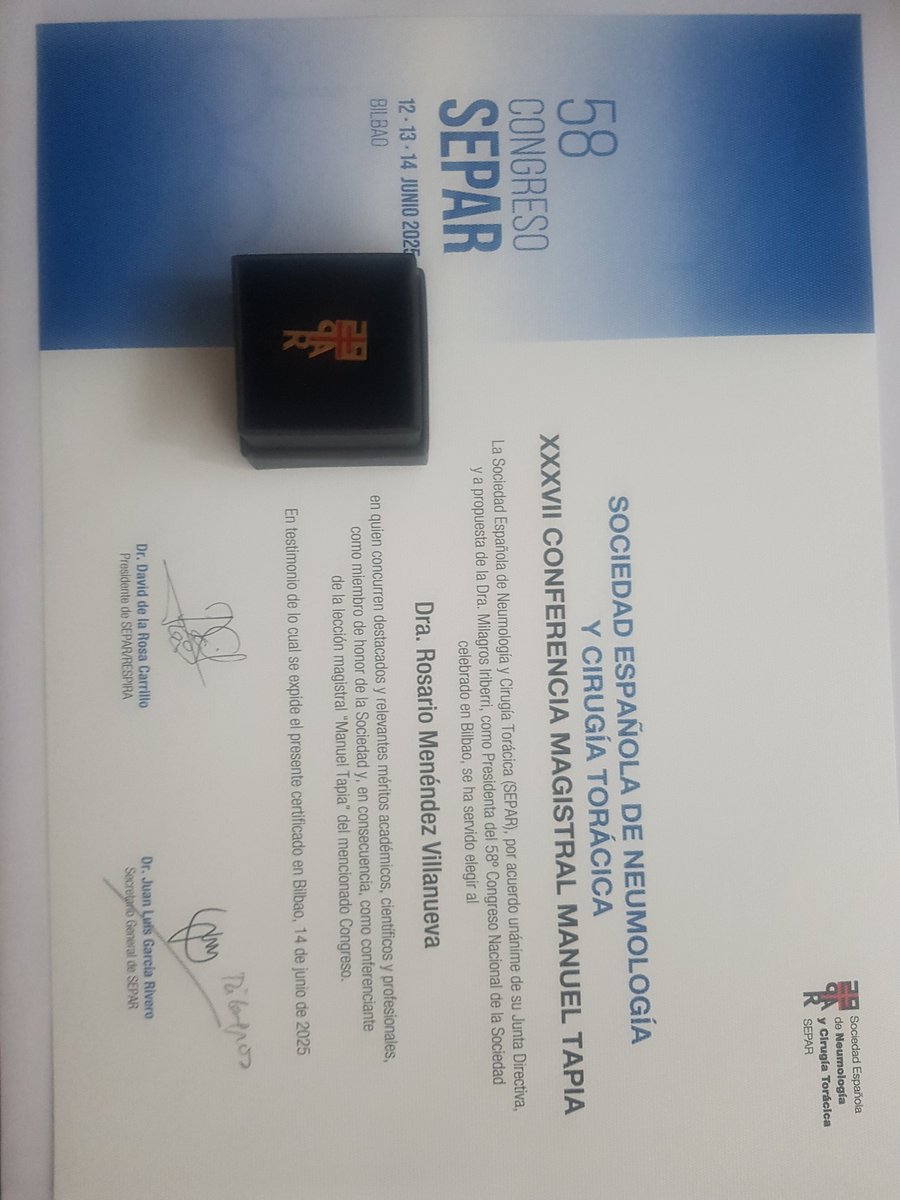 58
CONGRESO
SEPAR
12 · 13 · 14 JUNIO 2025
BILBAO
Sociedad Española
de Neumología
y Cirugía Torácica
SEPAR
SOCIEDAD ESPAÑOLA DE NEUMOLOGÍA
Y CIRUGÍA TORÁCICA
XXXVII CONFERENCIA MAGISTRAL MANUEL TAPIA
La Sociedad Española de Neumología y Cirugía Torácica (SEPAR), por acuerdo unánime de su Junta Directiva,
y a propuesta de la Dra. Milagros Iriberri, como Presidenta del 58º Congreso Nacional de la Sociedad
celebrado en Bilbao, se ha servido elegir al
Dra. Rosario Menéndez Villanueva
en quien concurren destacados y relevantes méritos académicos, científicos y profesionales,
como miembro de honor de la Sociedad y, en consecuencia, como conferenciante
de la lección magistral "Manuel Tapia" del mencionado Congreso.
En testimonio de lo cual se expide el presente certificado en Bilbao, 14 de junio de 2025
Dr. David de la Rosa Carrillo
Presidente de SEPAR/RESPIRA
Dr. Juan Luis García Rivero
Secretario General de SEPAR